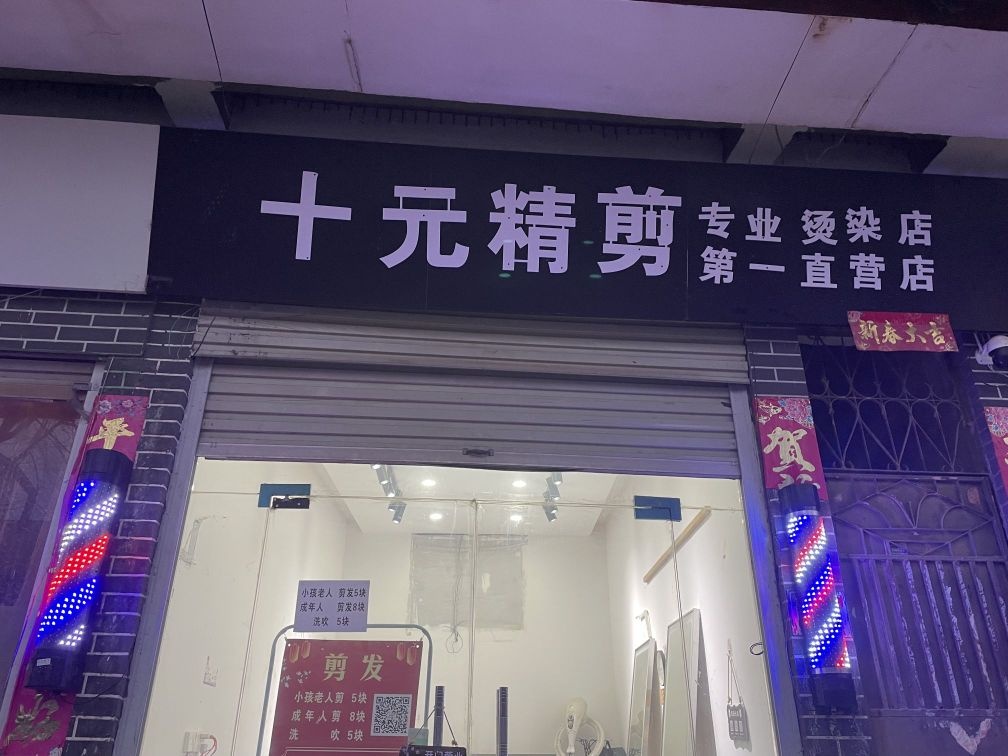 十元精剪
专业烫染店
第一直营店
新春大吉
平
贺
小孩老人 剪发5块
成年人 剪发8块
洗吹 5块
剪发
小孩老人剪 5块
成年人剪 8块
洗 吹 5块